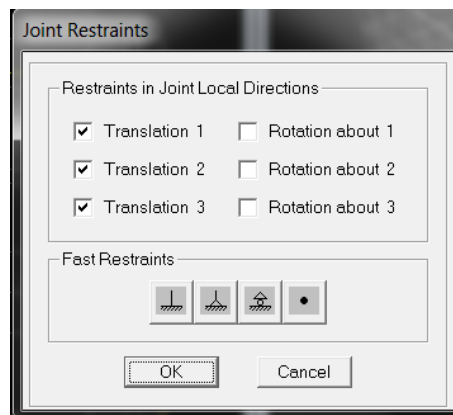 Joint Restraints
Restraints in Joint Local Directions
Translation 1 Rotation about 1
Translation 2 Rotation about 2
Translation 3 Rotation about 3
Fast Restraints
OK Cancel